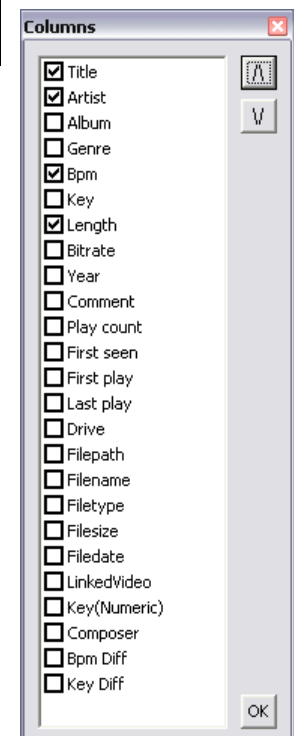 Columns
Title
Artist
Album
Genre
Bpm
Key
Length
Bitrate
Year
Comment
Play count
First seen
First play
Last play
Drive
Filepath
Filename
Filetype
Filesize
Filedate
LinkedVideo
Key(Numeric)
Composer
Bpm Diff
Key Diff
/\
\/
OK